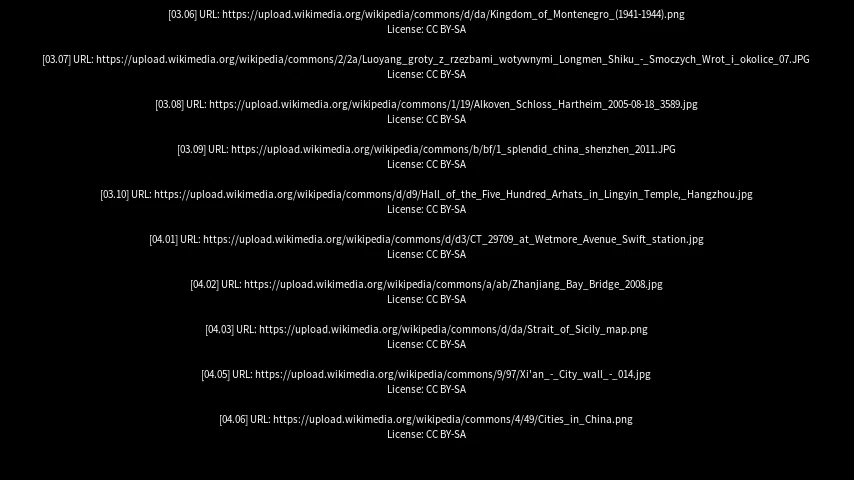 [03.06] URL: https://upload.wikimedia.org/wikipedia/commons/d/da/Kingdom_of_Montenegro_(1941-1944).png
License: CC BY-SA
[03.07] URL: https://upload.wikimedia.org/wikipedia/commons/2/2a/Luoyang_groty_z_rzezbami_wotywnymi_Longmen_Shiku_-_Smoczych_Wrot_i_okolice_07.JPG
License: CC BY-SA
[03.08] URL: https://upload.wikimedia.org/wikipedia/commons/1/19/Alkoven_Schloss_Hartheim_2005-08-18_3589.jpg
License: CC BY-SA
[03.09] URL: https://upload.wikimedia.org/wikipedia/commons/b/bf/1_splendid_china_shenzhen_2011.JPG
License: CC BY-SA
[03.10] URL: https://upload.wikimedia.org/wikipedia/commons/d/d9/Hall_of_the_Five_Hundred_Arhats_in_Lingyin_Temple,_Hangzhou.jpg
License: CC BY-SA
[04.01] URL: https://upload.wikimedia.org/wikipedia/commons/d/d3/CT_29709_at_Wetmore_Avenue_Swift_station.jpg
License: CC BY-SA
[04.02] URL: https://upload.wikimedia.org/wikipedia/commons/a/ab/Zhanjiang_Bay_Bridge_2008.jpg
License: CC BY-SA
[04.03] URL: https://upload.wikimedia.org/wikipedia/commons/d/da/Strait_of_Sicily_map.png
License: CC BY-SA
[04.05] URL: https://upload.wikimedia.org/wikipedia/commons/9/97/Xi'an_-_City_wall_-_014.jpg
License: CC BY-SA
[04.06] URL: https://upload.wikimedia.org/wikipedia/commons/4/49/Cities_in_China.png
License: CC BY-SA